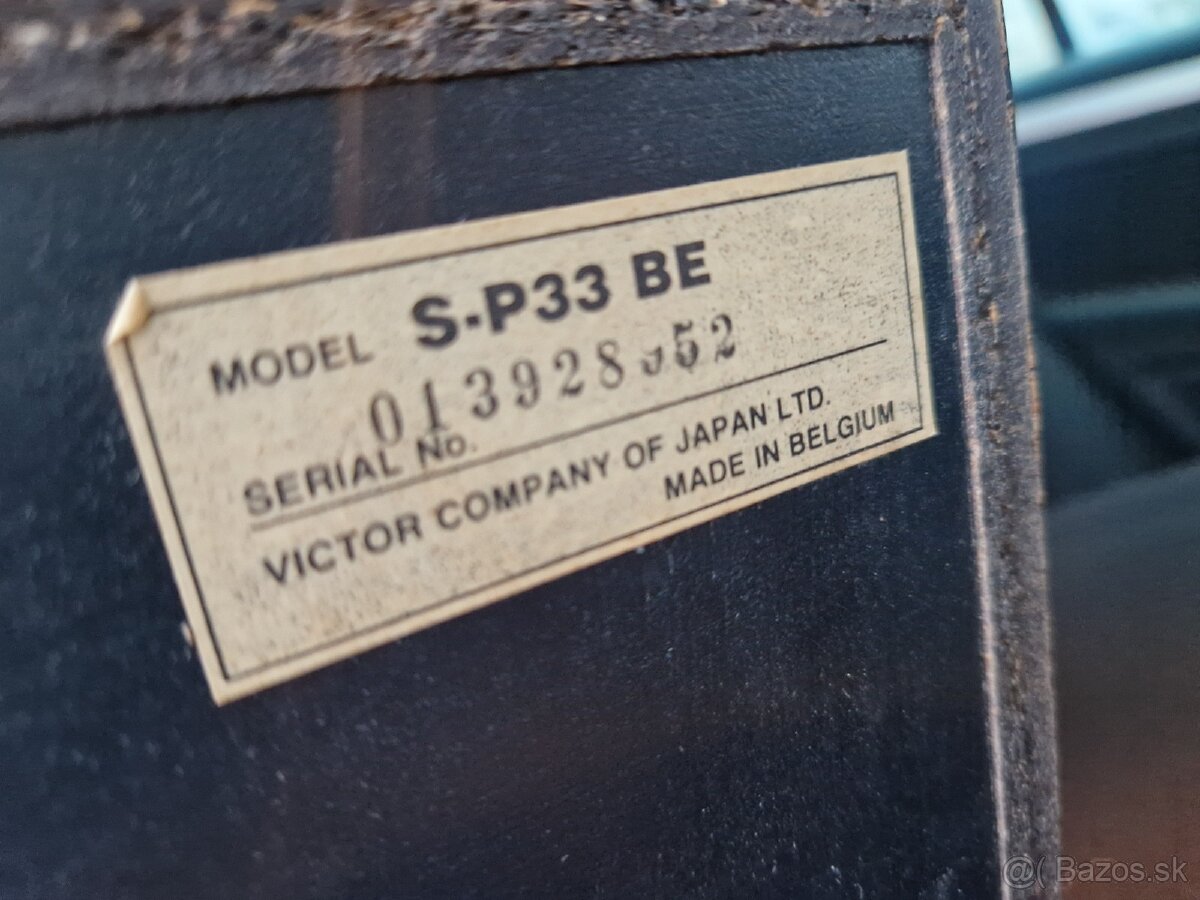 MODEL S-P33 BE
SERIAL No.
VICTOR COMPANY OF JAPAN LTD.
MADE IN BELGIUM
@( Bazos.sk